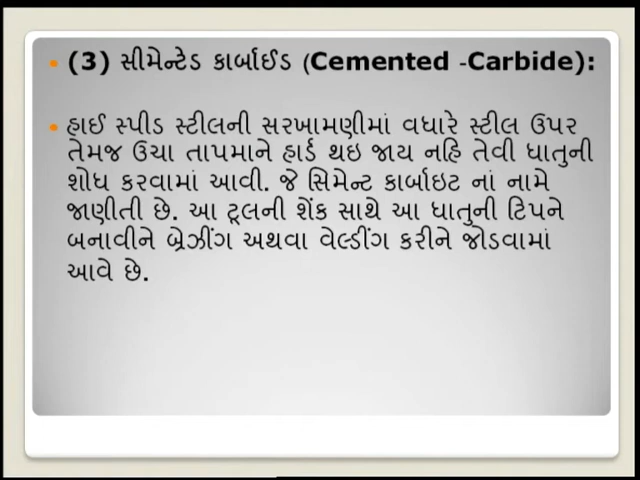 (3) સીમેન્ટેડ કાર્બાઈડ (Cemented -Carbide):
હાઈ સ્પીડ સ્ટીલની સરખામણીમાં વધારે સ્ટીલ ઉપર
તેમજ ઉચા તાપમાને હાર્ડ થઇ જાય નહિ તેવી ધાતુની
શોધ કરવામાં આવી. જે સિમેન્ટ કાર્બાઇટ નાં નામે
જાણીતી છે. આ ટૂલની શેંક સાથે આ ધાતુની ટિપને
બનાવીને બ્રેઝીંગ અથવા વેલ્ડીંગ કરીને જોડવામાં
આવે છે.